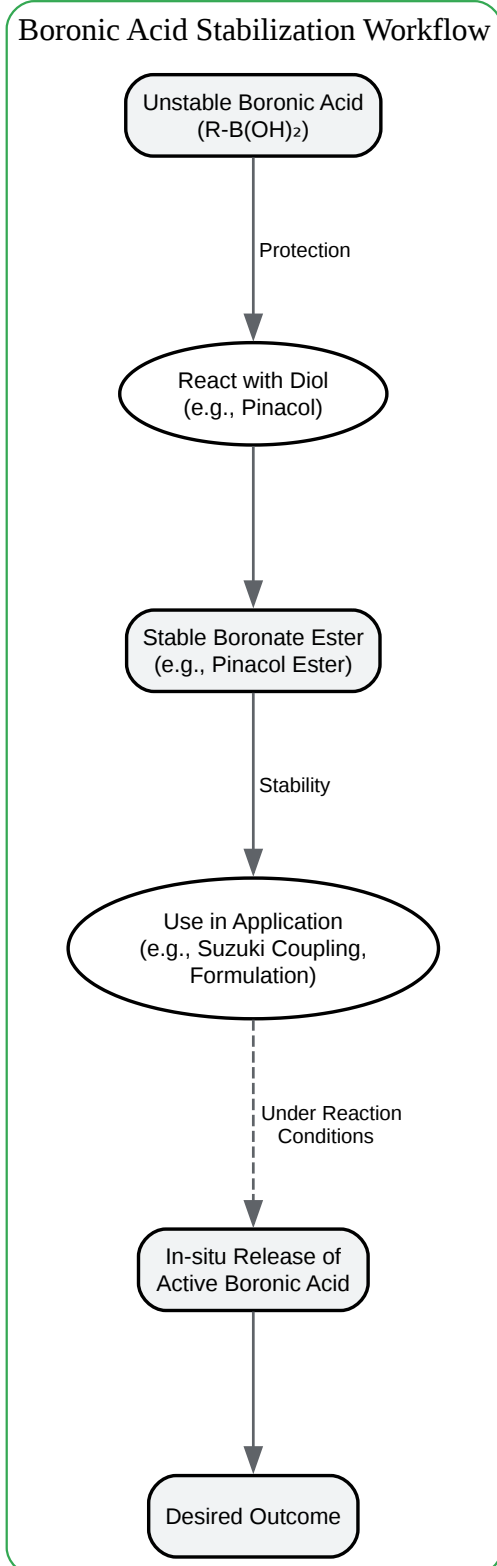 Boronic Acid Stabilization Workflow
Unstable Boronic Acid
(R-B(OH)₂)
Protection
React with Diol
(e.g., Pinacol)
Stable Boronate Ester
(e.g., Pinacol Ester)
Stability
Use in Application
(e.g., Suzuki Coupling,
Formulation)
Under Reaction
Conditions
In-situ Release of
Active Boronic Acid
Desired Outcome